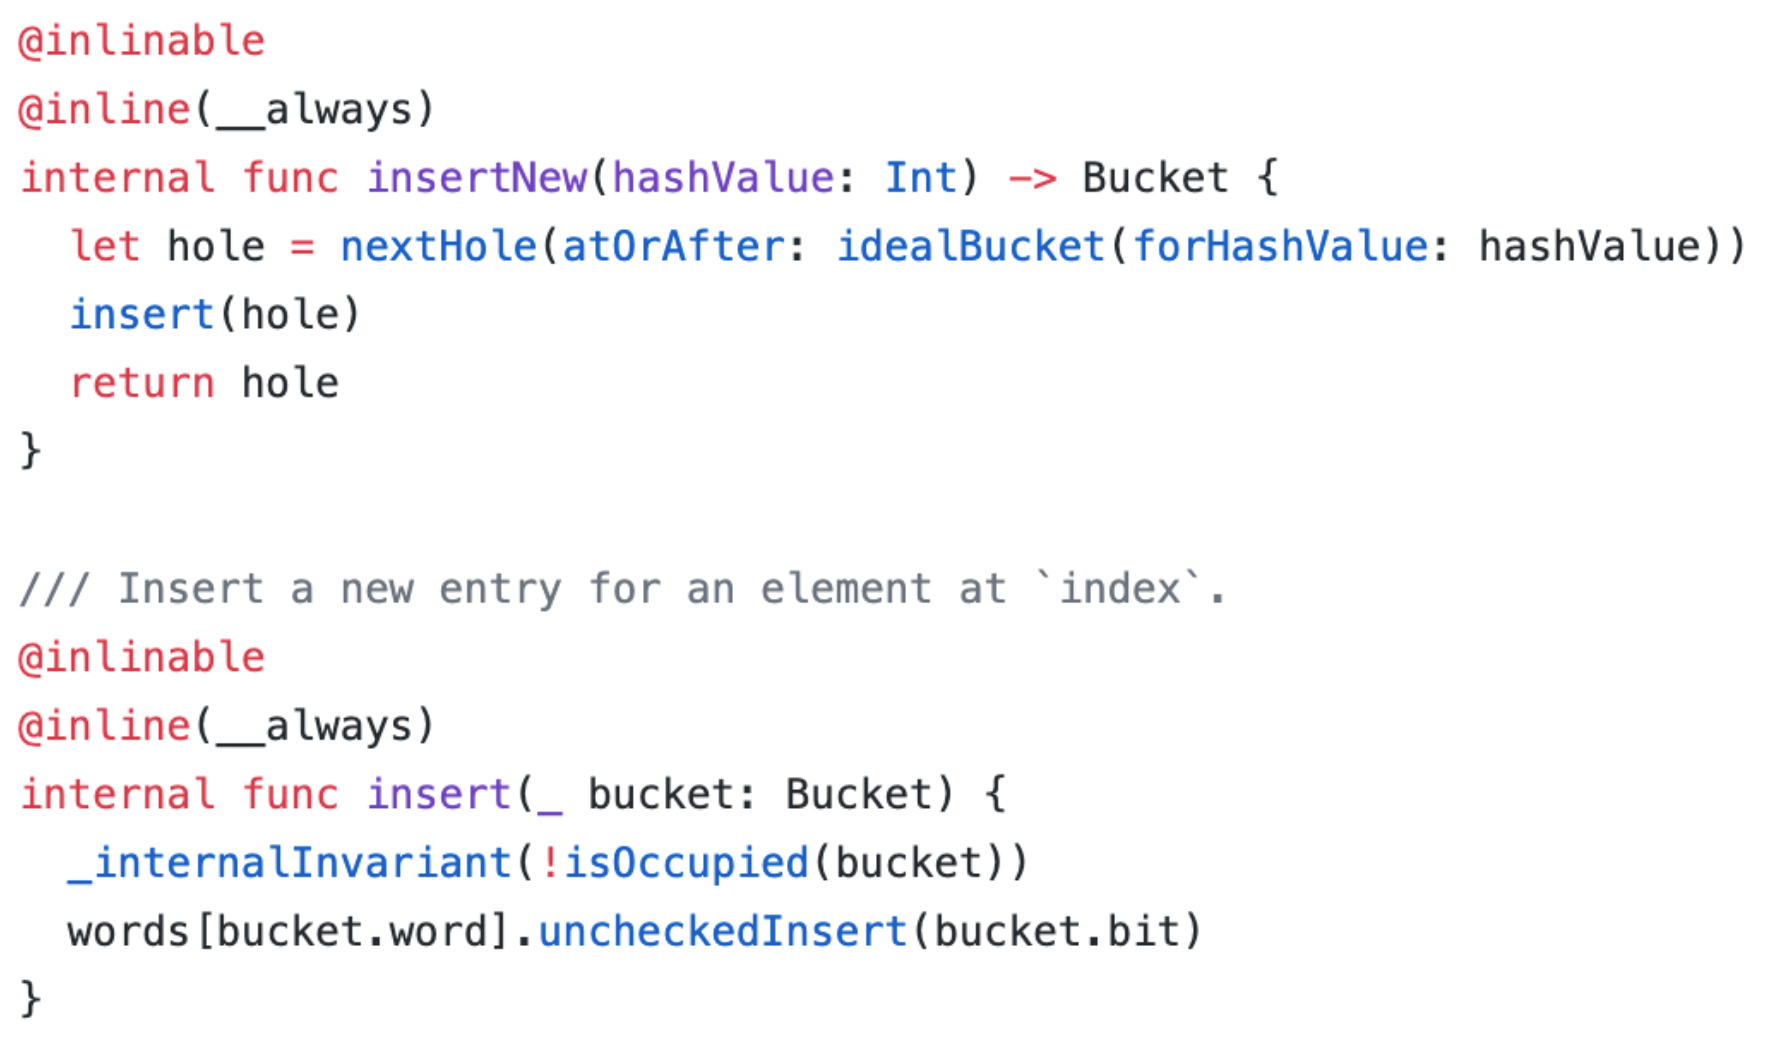 @inlinable
@inline(__always)
internal func insertNew(hashValue: Int) -> Bucket {
  let hole = nextHole(atOrAfter: idealBucket(forHashValue: hashValue))
  insert(hole)
  return hole
}

/// Insert a new entry for an element at `index`.
@inlinable
@inline(__always)
internal func insert(_ bucket: Bucket) {
  _internalInvariant(!isOccupied(bucket))
  words[bucket.word].uncheckedInsert(bucket.bit)
}